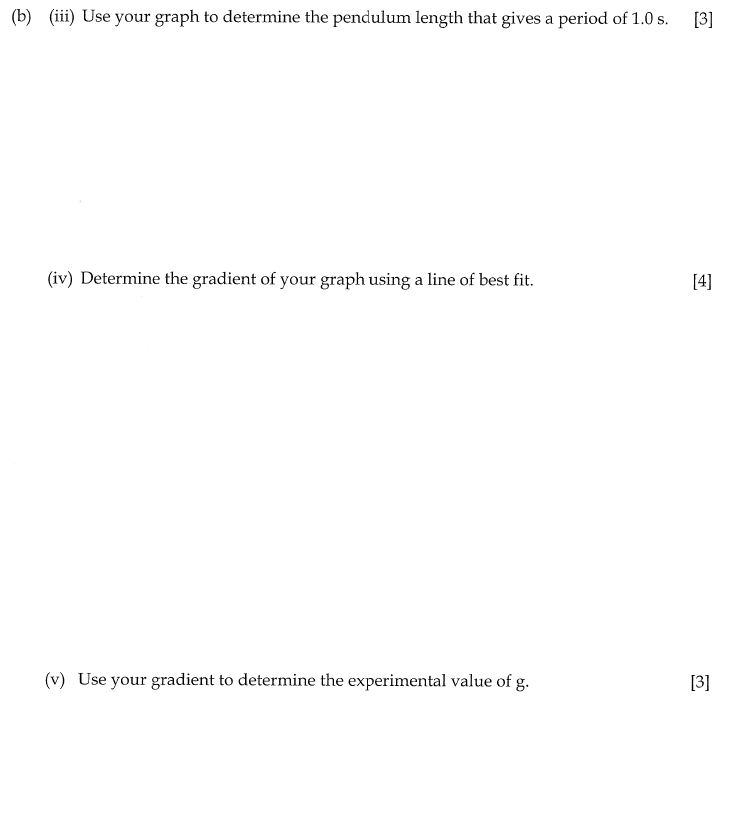 (b) (iii) Use your graph to determine the pendulum length that gives a period of 1.0 s. [3]
(iv) Determine the gradient of your graph using a line of best fit. [4]
(v) Use your gradient to determine the experimental value of g. [3]